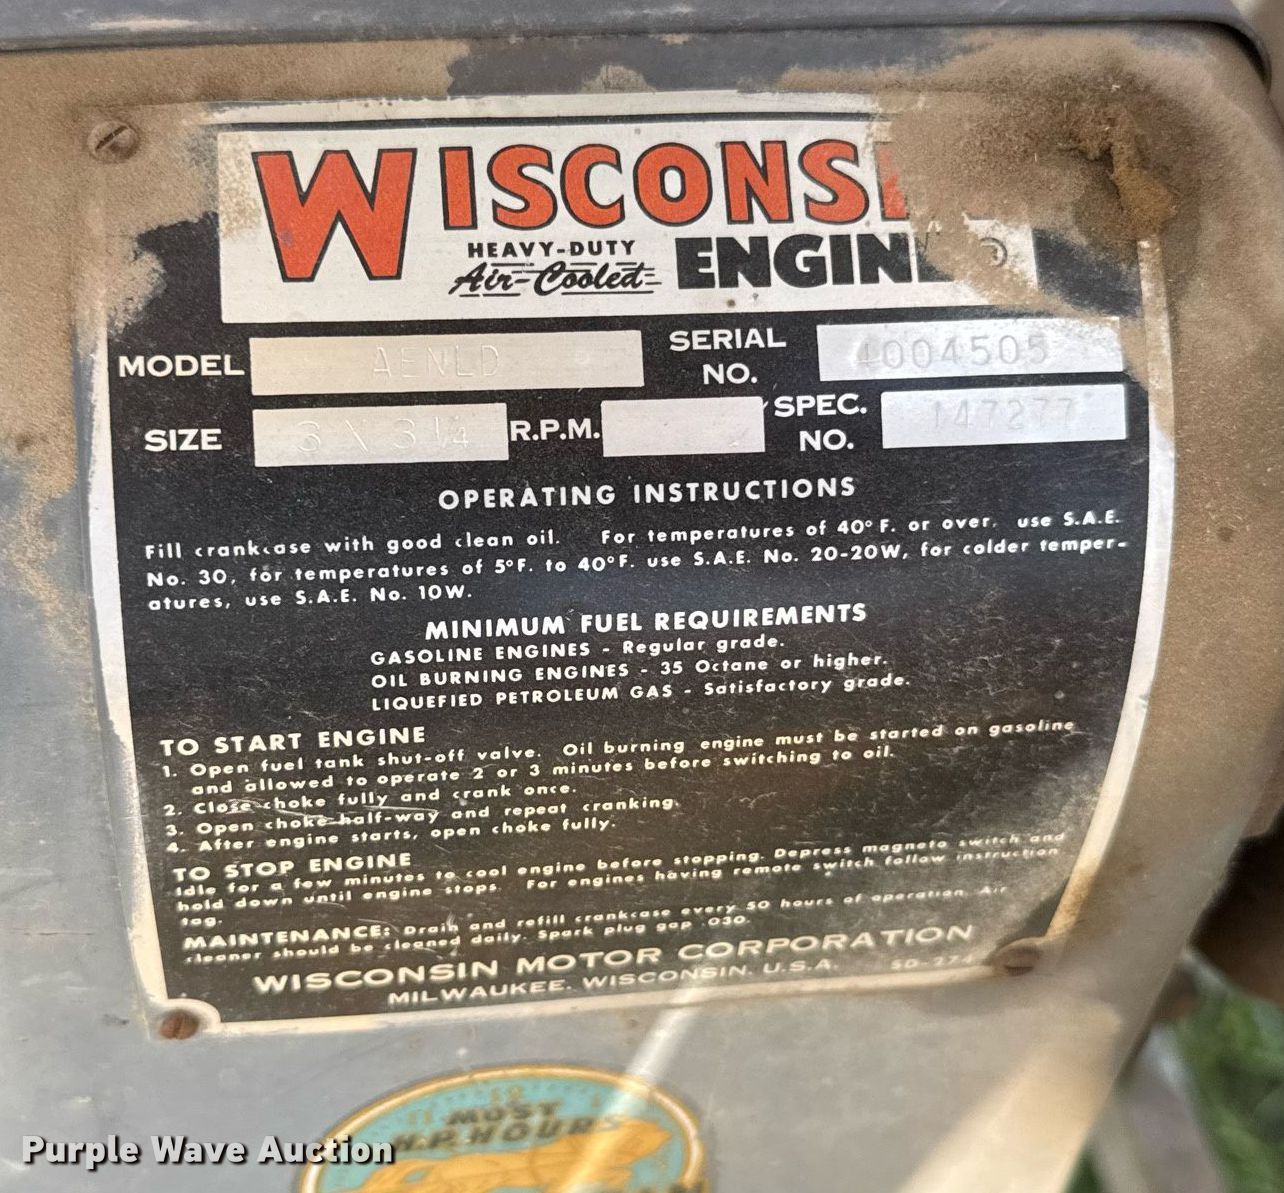 WISCONSI
HEAVY-DUTY
Air-Cooled
ENGIN
MODEL AENLD
SERIAL NO. 4004505
SIZE 3 X 3 1/4
R.P.M.
SPEC. NO. 147277
OPERATING INSTRUCTIONS
Fill crankcase with good clean oil. For temperatures of 40°F. or over, use S.A.E.
No. 30, for temperatures of 5°F. to 40°F. use S.A.E. No. 20-20W, for colder temper-
atures, use S.A.E. No. 10W.
MINIMUM FUEL REQUIREMENTS
GASOLINE ENGINES - Regular grade.
OIL BURNING ENGINES - 35 Octane or higher.
LIQUEFIED PETROLEUM GAS - Satisfactory grade.
TO START ENGINE
1. Open fuel tank shut-off valve. Oil burning engine must be started on gasoline
and allowed to operate 2 or 3 minutes before switching to oil.
2. Close choke fully and crank once.
3. Open choke half-way and repeat cranking.
4. After engine starts, open choke fully.
TO STOP ENGINE
Idle for a few minutes to cool engine before stopping. Depress magneto switch and
hold down until engine stops. For engines having remote switch follow instruction
tag.
MAINTENANCE: Drain and refill crankcase every 50 hours of operation. Air
cleaner should be cleaned daily. Spark plug gap .030.
WISCONSIN MOTOR CORPORATION
MILWAUKEE, WISCONSIN, U.S.A. SD-274
MOST
H.P. HOURS
Purple Wave Auction